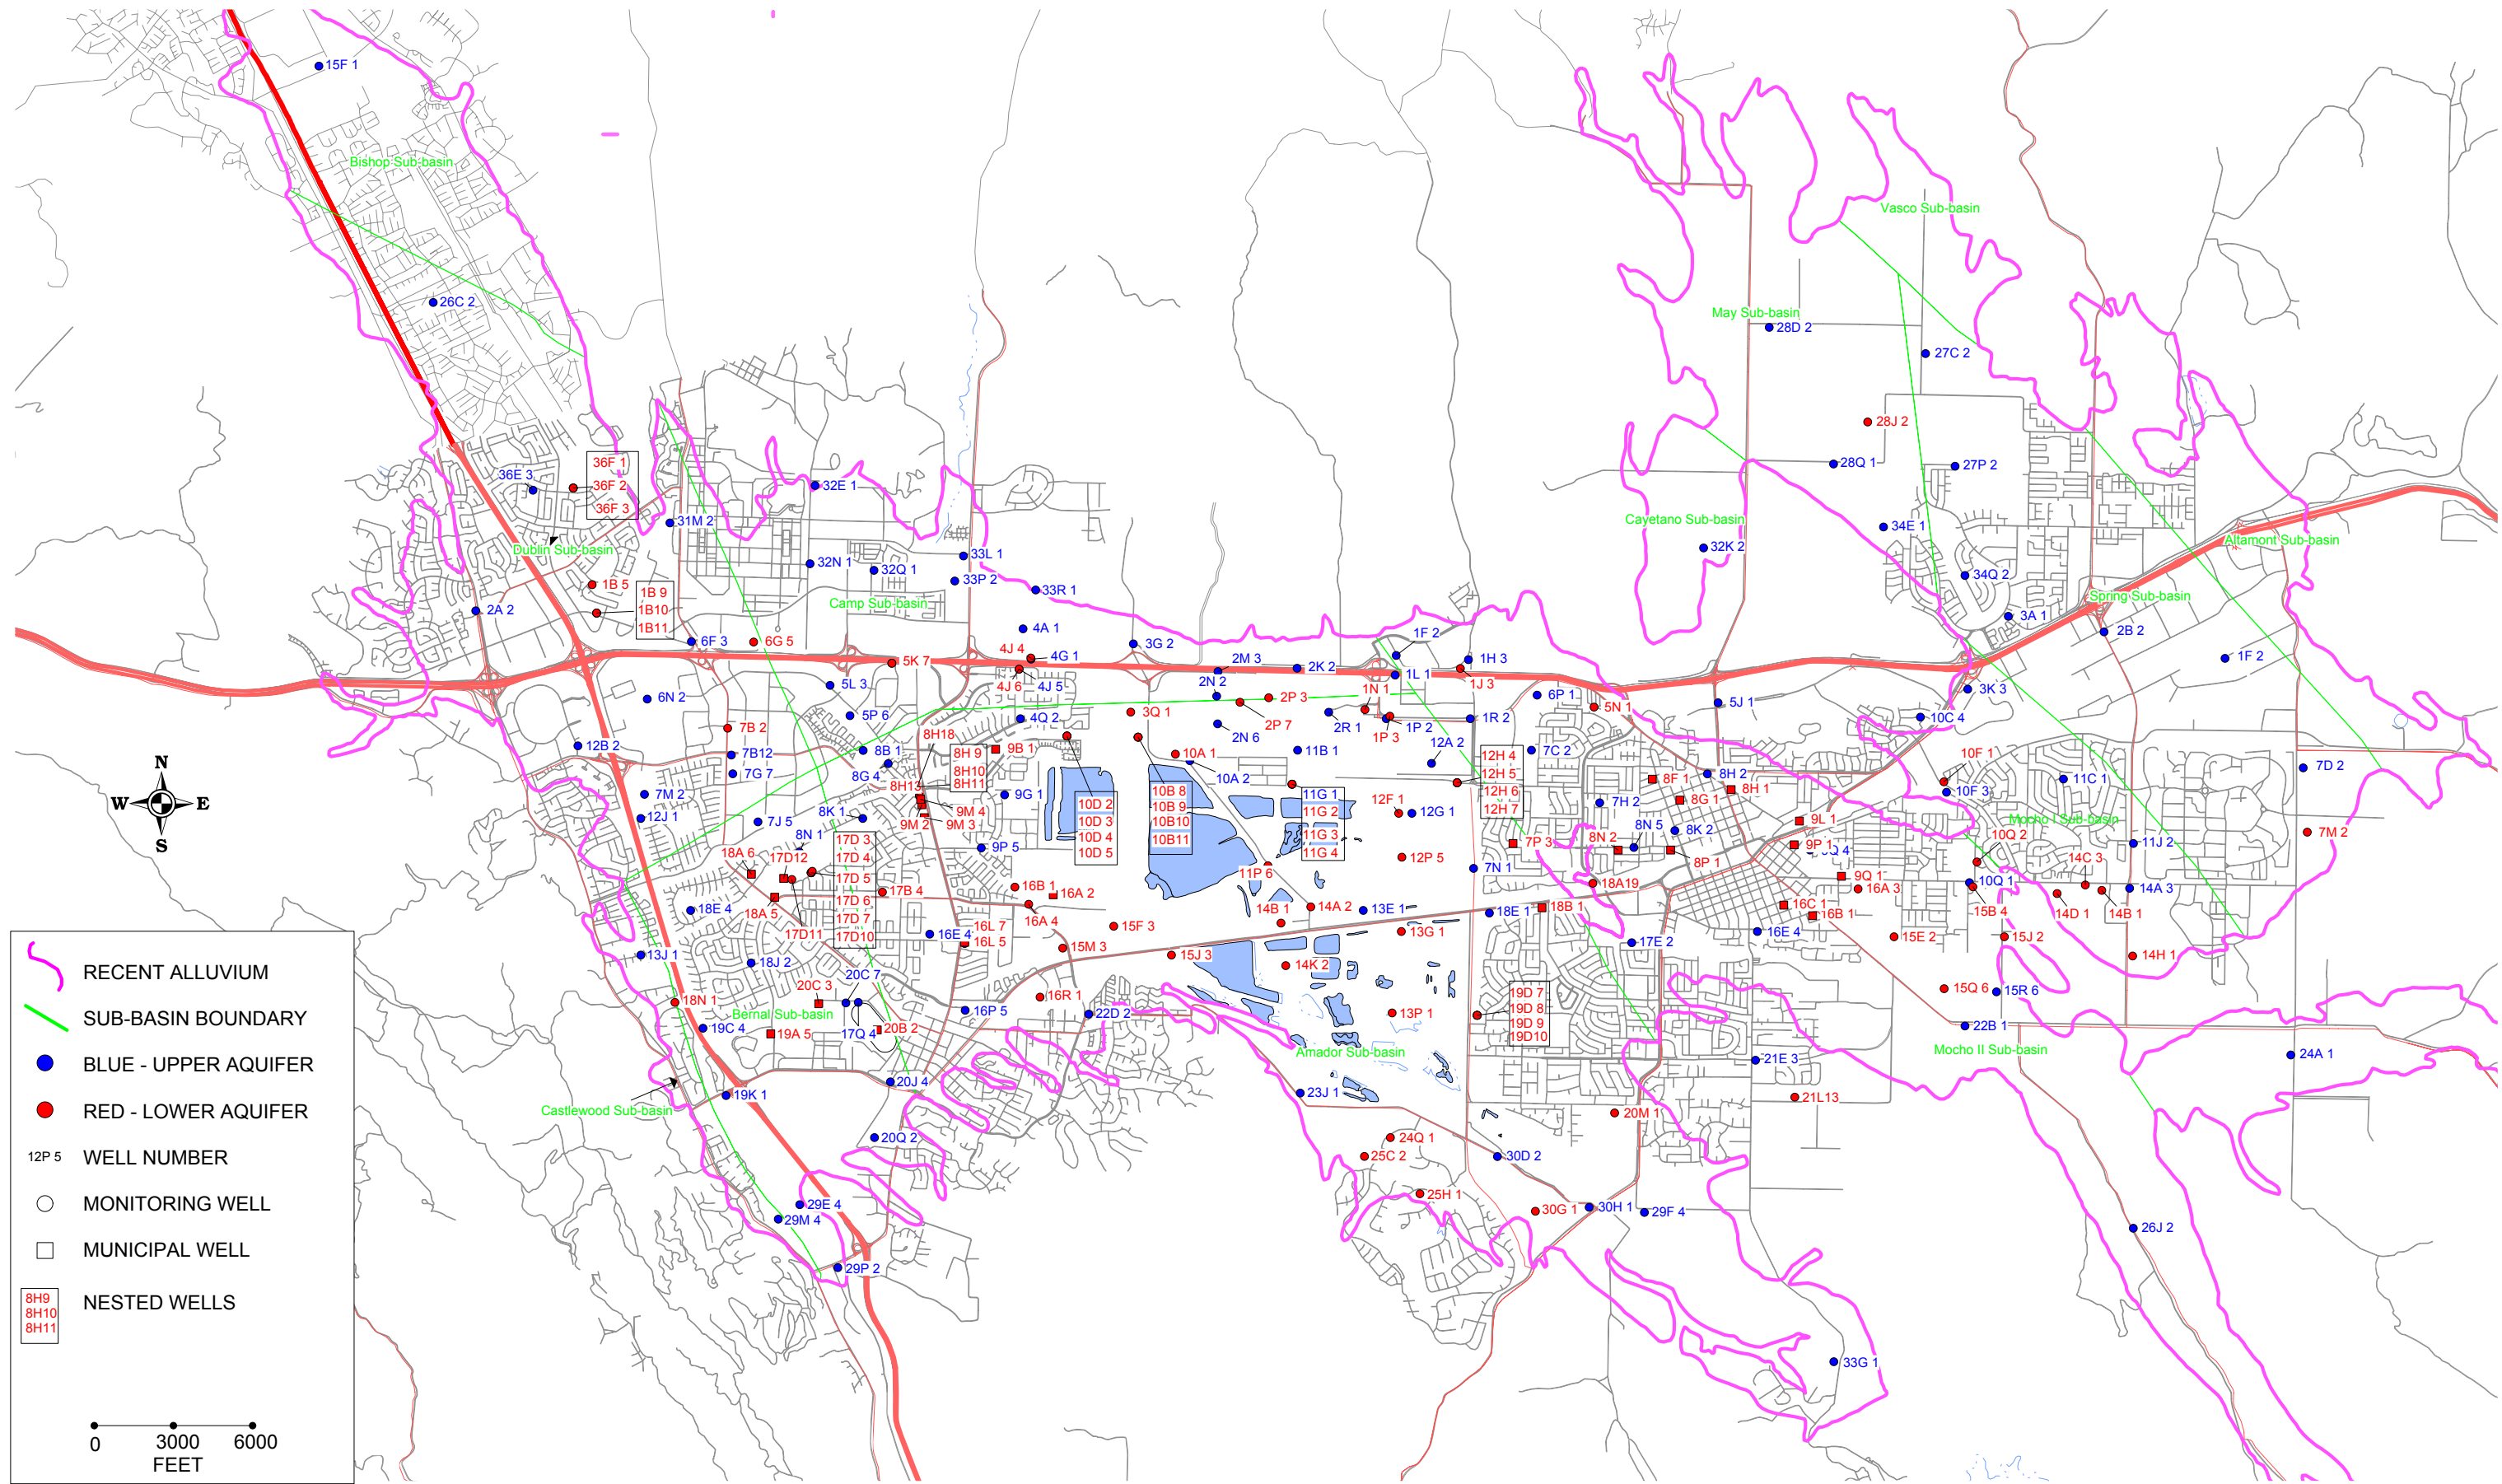 15F 1
Bishop Sub-basin
Vasco Sub-basin
26C 2
May Sub-basin
28D 2
27C 2
28J 2
36E 3
36F 1
36F 2
36F 3
32E 1
28Q 1
27P 2
31M 2
Dublin Sub-basin
33L 1
32N 1
32Q 1
33P 2
33R 1
Cayetano Sub-basin
32K 2
34E 1
34Q 2
Altamont Sub-basin
Spring Sub-basin
1B 5
1B 9
1B10
1B11
2A 2
Camp Sub-basin
4A 1
3A 1
2B 2
6F 3
6G 5
5K 7
4J 4
4G 1
4J 6
4J 5
3G 2
2M 3
2K 2
1F 2
1L 1
1H 3
1J 3
1F 2
5L 3
6N 2
5P 6
4Q 2
3Q 1
2N 2
2P 3
2P 7
2N 6
2R 1
1N 1
1P 3
1P 2
1R 2
6P 1
5N 1
5J 1
3K 3
10C 4
7B 2
7B12
7G 7
12B 2
8B 1
8G 4
8H18
8H 9
8H10
8H11
9B 1
8H13
10A 1
10A 2
11B 1
12A 2
12H 4
12H 5
12H 6
12H 7
7C 2
8F 1
8H 2
8H 1
8G 1
10F 1
10F 3
11C 1
7D 2
7M 2
12J 1
7J 5
8K 1
8N 1
9M 4
9M 2
9M 3
9G 1
9P 5
10D 2
10D 3
10D 4
10D 5
10B 8
10B 9
10B10
10B11
11G 1
11G 2
11G 3
11G 4
12F 1
12G 1
12P 5
7H 2
8N 2
8N 5
8K 2
8P 1
7P 3
7N 1
9L 1
9P 1
9Q 1
Mocho I Sub-basin
10Q 2
11J 2
7M 2
17D 3
17D 4
17D 5
17D 6
17D 7
17D10
18A 6
17D12
17B 4
16B 1
16A 2
11P 6
18A19
16A 3
10Q 1
14C 3
14A 3
18E 4
18A 5
17D11
16E 4
16L 7
16L 5
16A 4
15F 3
14B 1
14A 2
13E 1
18E 1
18B 1
16C 1
16B 1
15B 4
14D 1
14B 1
13J 1
18J 2
15M 3
15J 3
14K 2
13G 1
17E 2
16E 4
15E 2
15J 2
14H 1
20C 7
20C 3
18N 1
Bernal Sub-basin
19C 4
19A 5
17Q 4
20B 2
16P 5
16R 1
22D 2
13P 1
19D 7
19D 8
19D 9
19D10
15Q 6
15R 6
22B 1
Amador Sub-basin
Mocho II Sub-basin
21E 3
24A 1
20J 4
19K 1
Castlewood Sub-basin
23J 1
20M 1
21L13
20Q 2
24Q 1
25C 2
30D 2
25H 1
29E 4
29M 4
30G 1
30H 1
29F 4
26J 2
29P 2
33G 1
N
W
E
S
RECENT ALLUVIUM
SUB-BASIN BOUNDARY
BLUE - UPPER AQUIFER
RED - LOWER AQUIFER
12P 5 WELL NUMBER
MONITORING WELL
MUNICIPAL WELL
8H9
8H10
8H11
NESTED WELLS
0 3000 6000
FEET